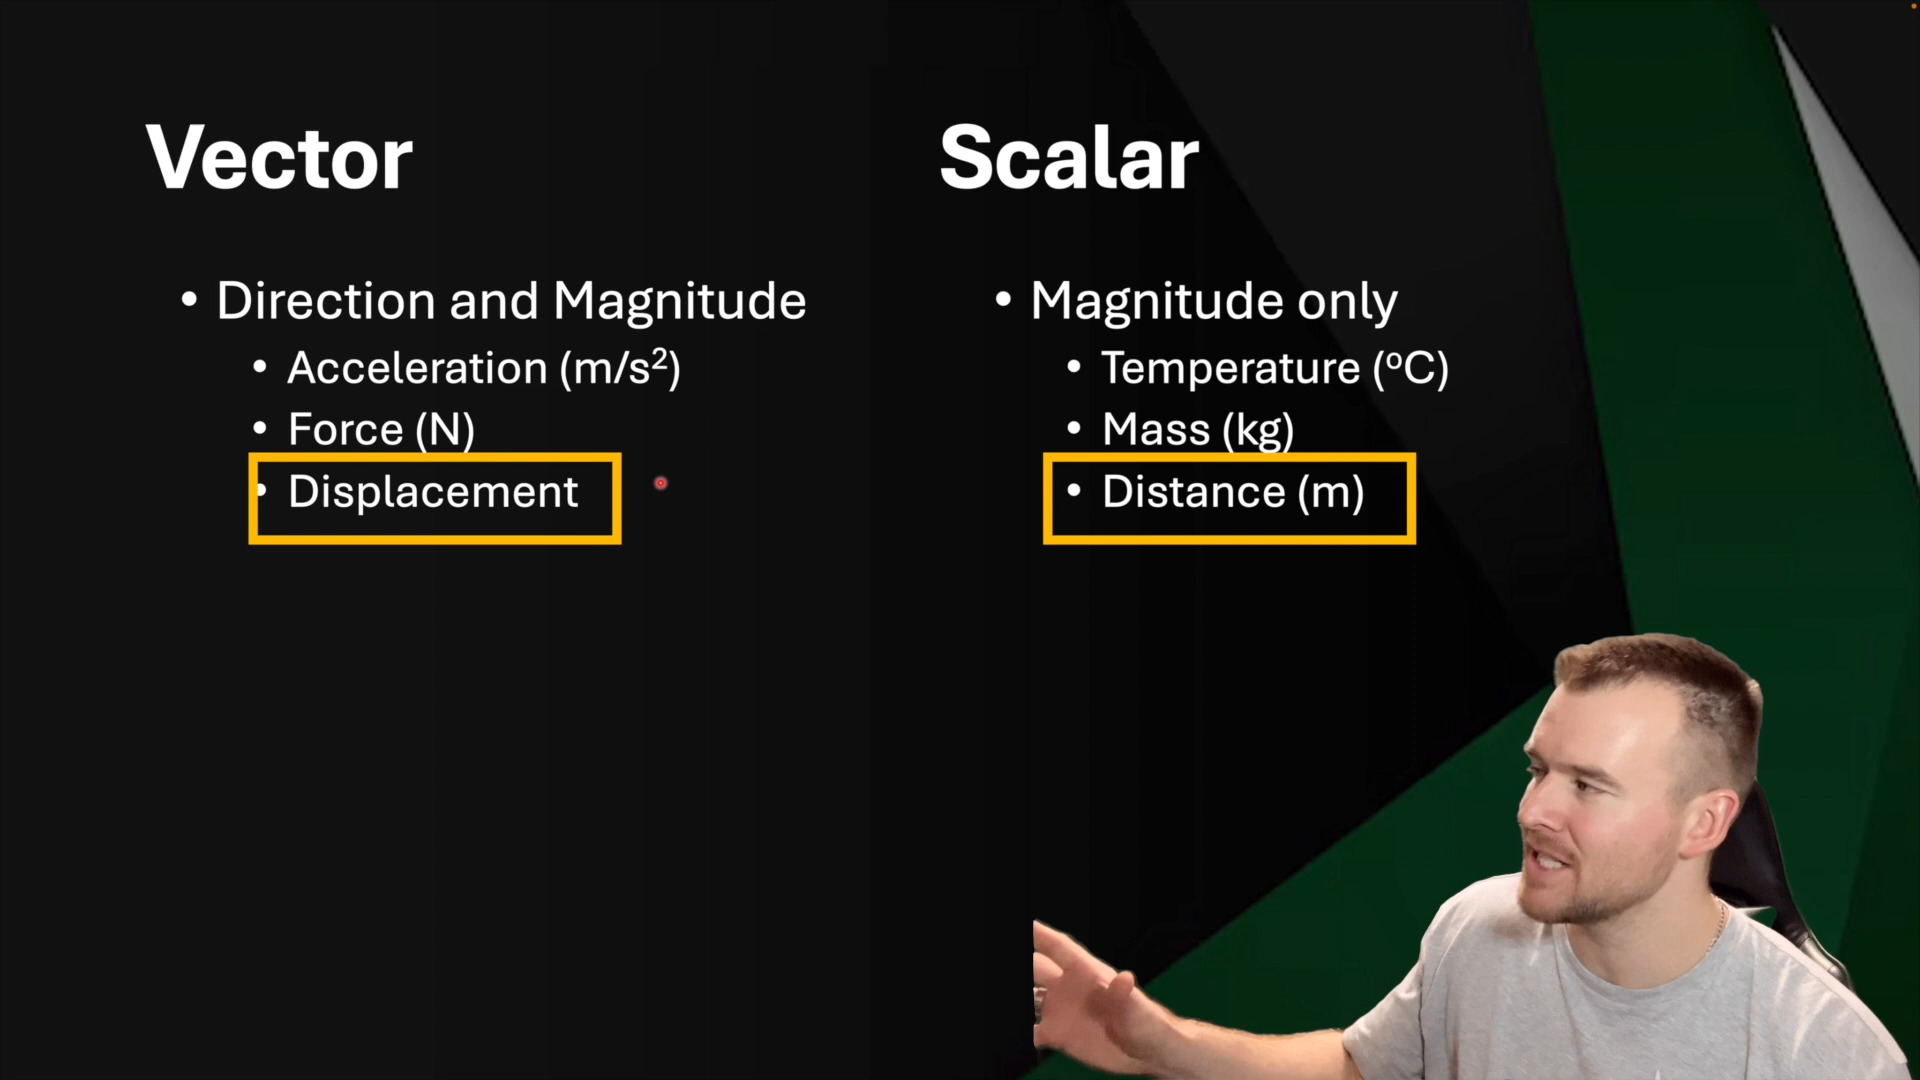 Vector
• Direction and Magnitude
• Acceleration (m/s²)
• Force (N)
• Displacement
Scalar
• Magnitude only
• Temperature (ºC)
• Mass (kg)
• Distance (m)